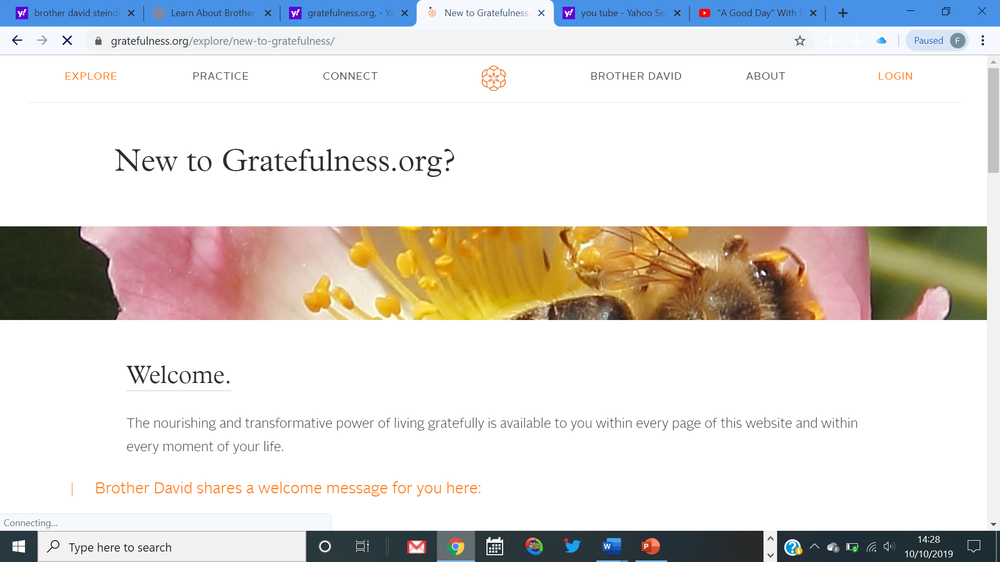 brother david steindl
Learn About Brother
gratefulness.org, - Ya
New to Gratefulness.
you tube - Yahoo Sea
"A Good Day" With B
gratefulness.org/explore/new-to-gratefulness/
Paused F
EXPLORE PRACTICE CONNECT BROTHER DAVID ABOUT LOGIN
New to Gratefulness.org?
Welcome.
The nourishing and transformative power of living gratefully is available to you within every page of this website and within
every moment of your life.
Brother David shares a welcome message for you here:
Connecting...
Type here to search
14:28
10/10/2019